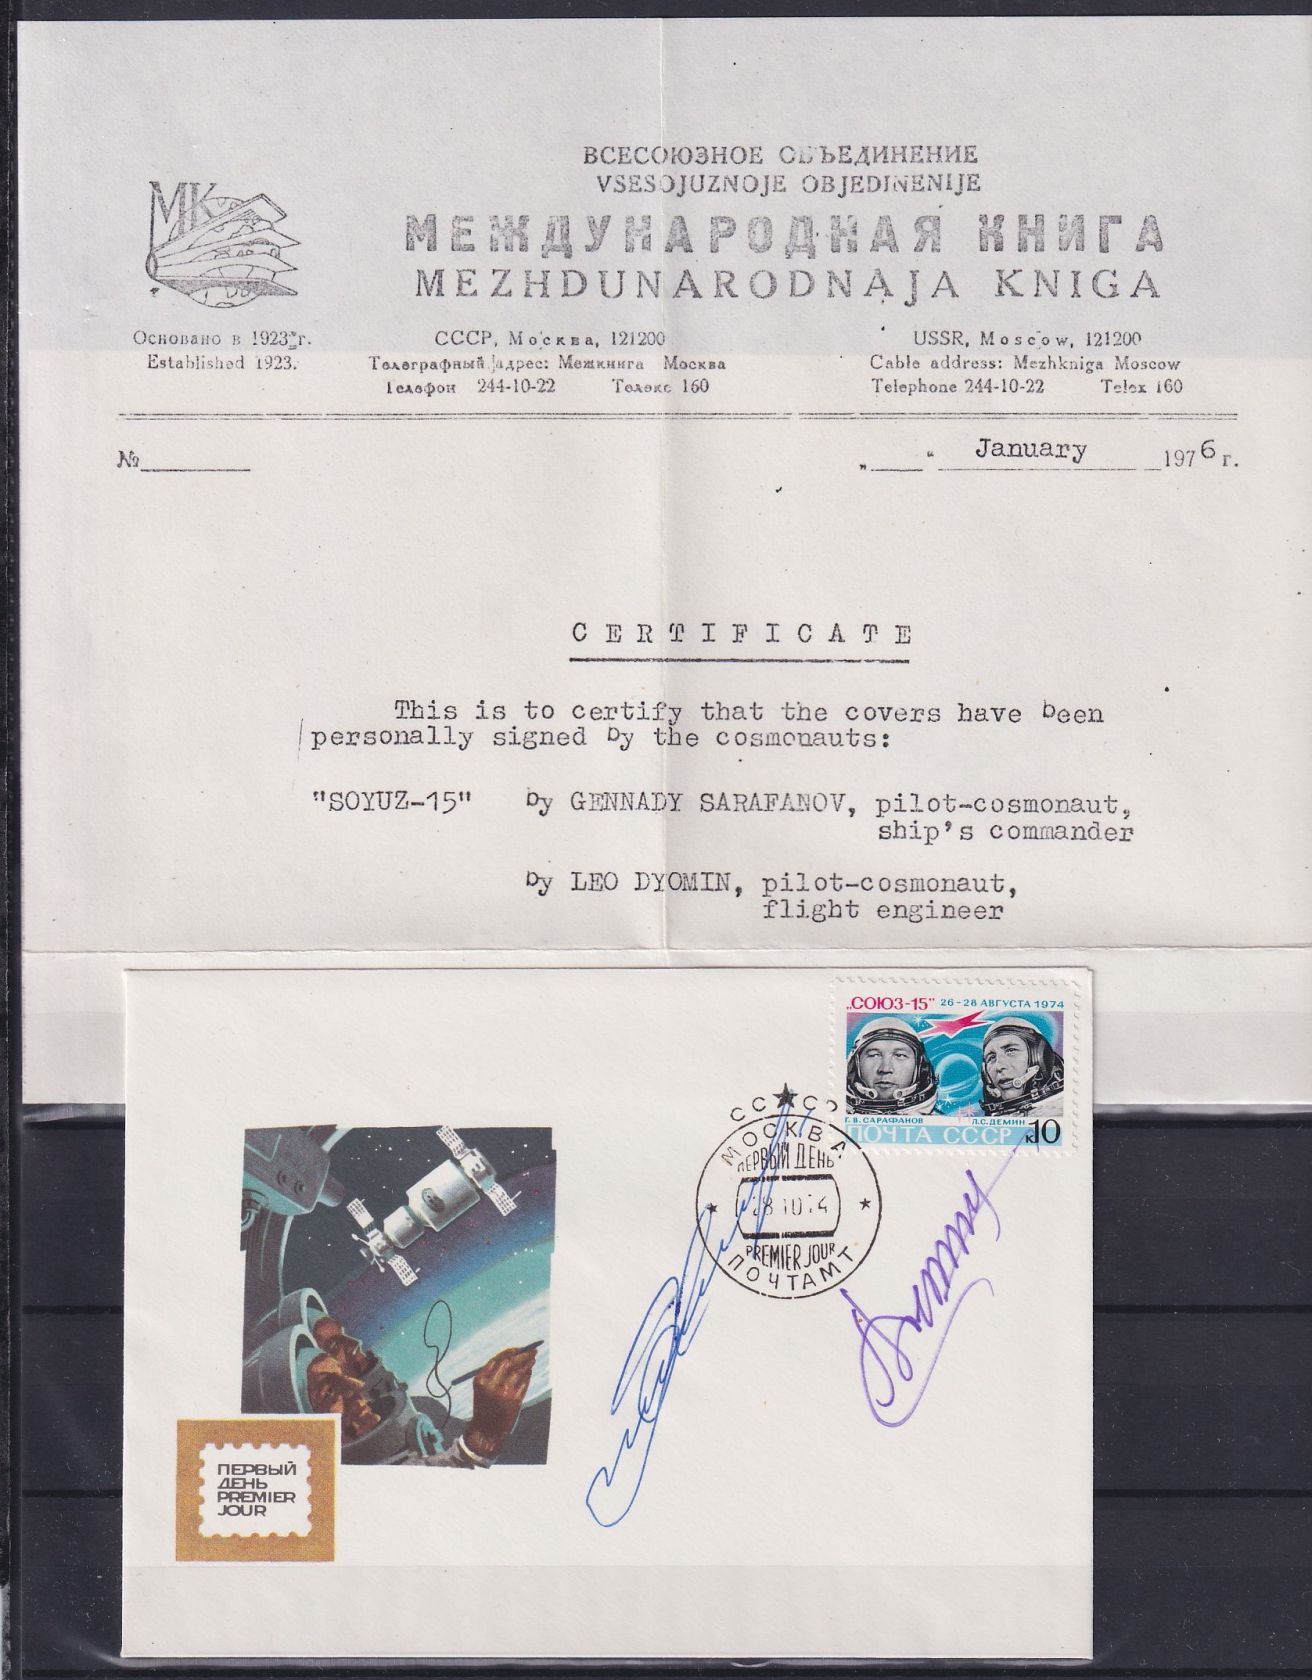 ВСЕСОЮЗНОЕ ОБЪЕДИНЕНИЕ
VSESOJUZNOJE OBJEDINENIJE
МК
МЕЖДУНАРОДНАЯ КНИГА
MEZHDUNARODNAJA KNIGA
Основано в 1923 г.
Established 1923.
СССР, Москва, 121200
Телеграфный адрес: Межкнига Москва
Телефон 244-10-22 Телекс 160
USSR, Moscow, 121200
Cable address: Mezhkniga Moscow
Telephone 244-10-22 Telex 160
№
„ “ January 1976 г.
CERTIFICATE
This is to certify that the covers have been
personally signed by the cosmonauts:
"SOYUZ-15" by GENNADY SARAFANOV, pilot-cosmonaut,
ship's commander
by LEO DYOMIN, pilot-cosmonaut,
flight engineer
„СОЮЗ-15" 26-28 АВГУСТА 1974
Г. В. САРАФАНОВ Л.С. ДЕМИН
ПОЧТА СССР к10
СССР
МОСКВА
ПЕРВЫЙ ДЕНЬ
28 10 74
PREMIER JOUR
ПОЧТАМТ
ПЕРВЫЙ
ДЕНЬ
PREMIER
JOUR